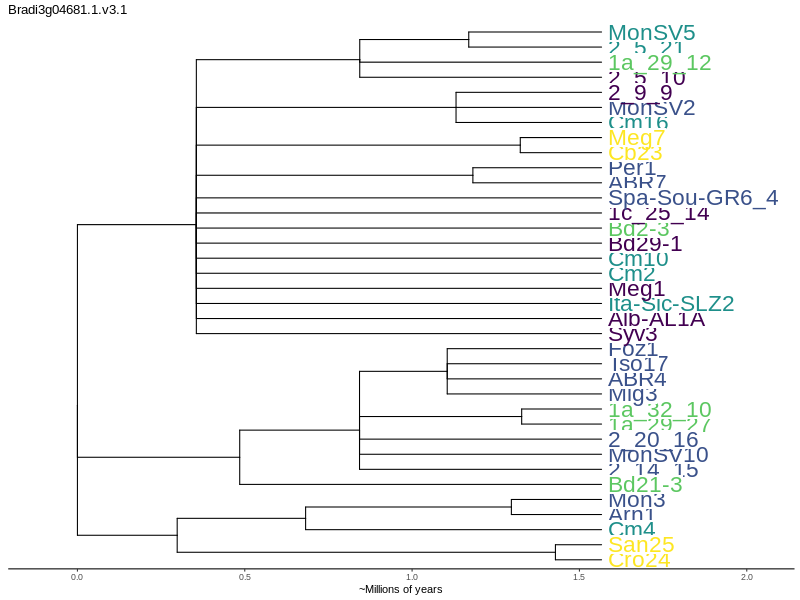 Bradi3g04681.1.v3.1
MonSV5
2_5_21
1a_29_12
2_5_10
2_9_9
MonSV2
Cm16
Meg7
Cb23
Per1
ABR7
Spa-Sou-GR6_4
1c_25_14
Bd2-3
Bd29-1
Cm10
Cm2
Meg1
Ita-Sic-SLZ2
Alb-AL1A
Syv3
Foz1
Tso17
ABR4
Mig3
1a_32_10
1a_29_27
2_20_16
MonSV10
2_14_15
Bd21-3
Mon3
Arn1
Cm4
San25
Cro24
0.0 0.5 1.0 1.5 2.0
~Millions of years